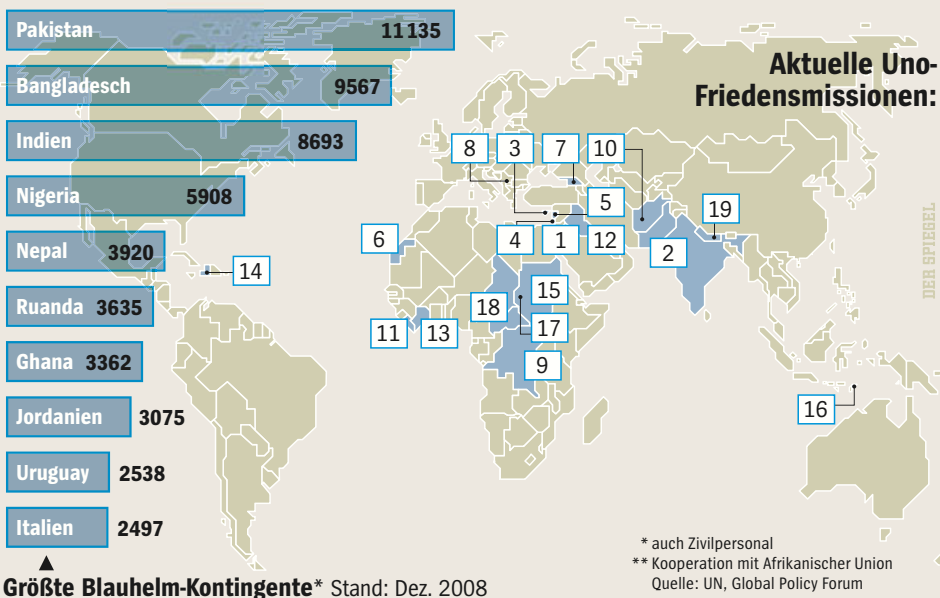 Pakistan 11 135
Bangladesch 9567
Indien 8693
Nigeria 5908
Nepal 3920
Ruanda 3635
Ghana 3362
Jordanien 3075
Uruguay 2538
Italien 2497
Größte Blauhelm-Kontingente* Stand: Dez. 2008
Aktuelle Uno-
Friedensmissionen:
8 3 7 10
5
19
6 4 1 12 2
14
18 15
11 13 17
9
16
* auch Zivilpersonal
** Kooperation mit Afrikanischer Union
Quelle: UN, Global Policy Forum
DER SPIEGEL